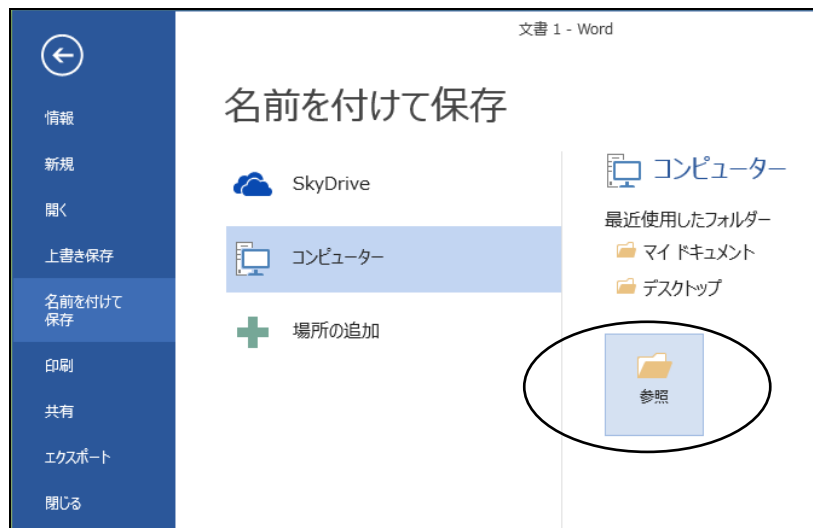 文書 1 - Word
情報
新規
開く
上書き保存
名前を付けて
保存
印刷
共有
エクスポート
閉じる
名前を付けて保存
SkyDrive
コンピューター
場所の追加
コンピューター
最近使用したフォルダー
マイ ドキュメント
デスクトップ
参照